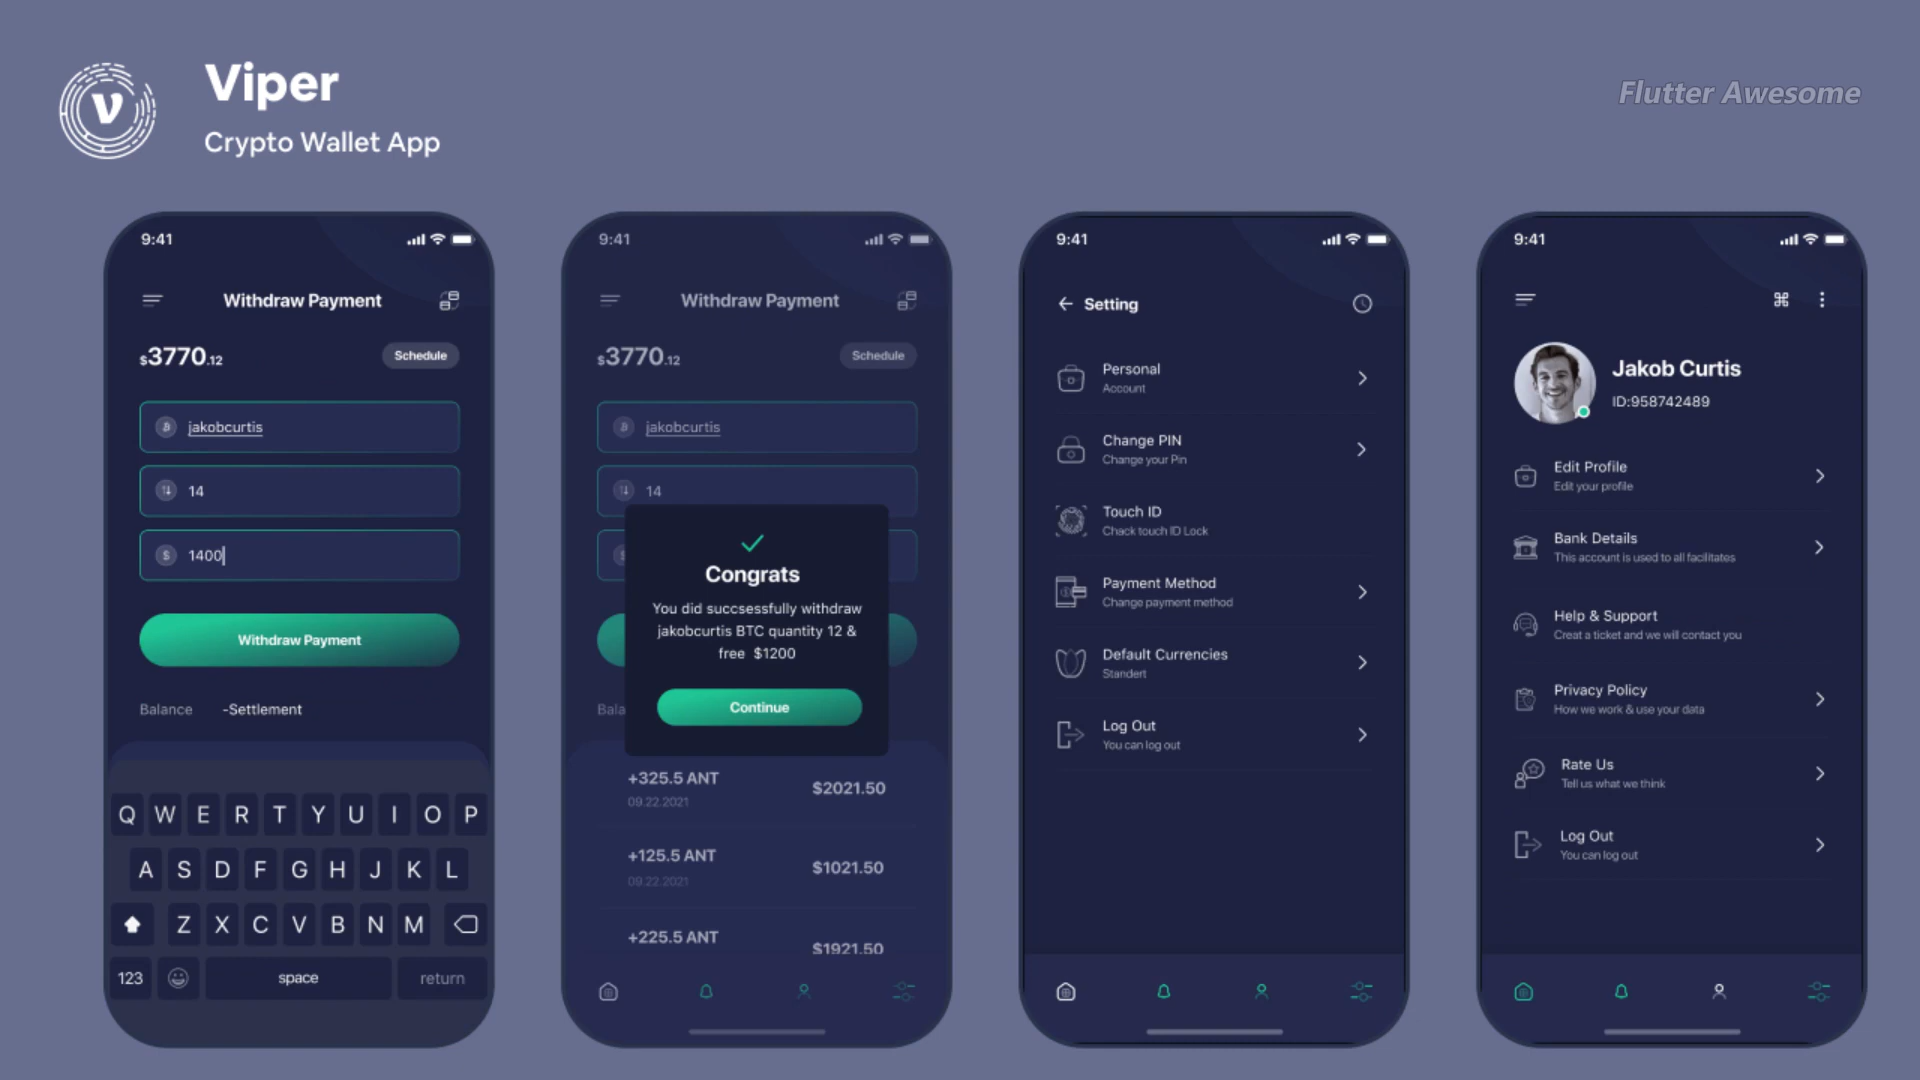 Viper
Crypto Wallet App
Flutter Awesome
9:41
Withdraw Payment
$3770.12
Schedule
jakobcurtis
14
$ 1400
Withdraw Payment
Balance -Settlement
Q W E R T Y U I O P
A S D F G H J K L
Z X C V B N M
123 space return
9:41
Withdraw Payment
$3770.12
Schedule
jakobcurtis
14
$
Congrats
You did succsessfully withdraw
jakobcurtis BTC quantity 12 &
free $1200
Continue
Bala
+325.5 ANT
09.22.2021
$2021.50
+125.5 ANT
09.22.2021
$1021.50
+225.5 ANT
$1921.50
9:41
Setting
Personal
Account
Change PIN
Change your Pin
Touch ID
Chack touch ID Lock
Payment Method
Change payment method
Default Currencies
Standert
Log Out
You can log out
9:41
Jakob Curtis
ID:958742489
Edit Profile
Edit your profile
Bank Details
This account is used to all facilitates
Help & Support
Creat a ticket and we will contact you
Privacy Policy
How we work & use your data
Rate Us
Tell us what we think
Log Out
You can log out